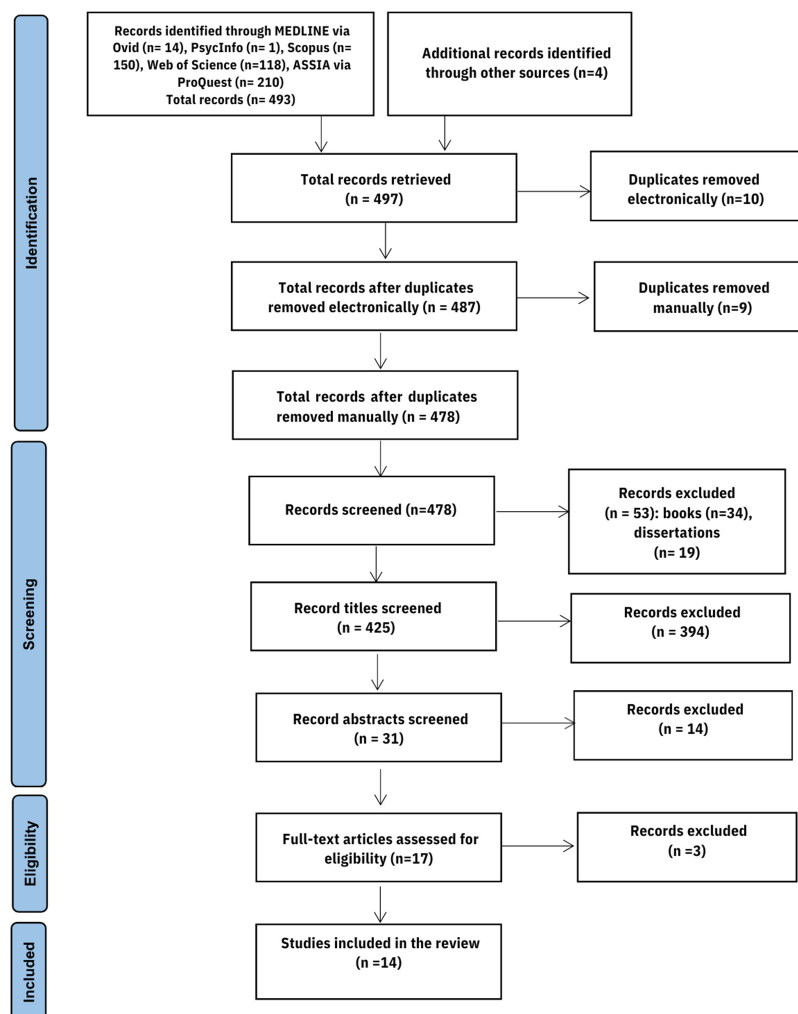 Records identified through MEDLINE via
Ovid (n= 14), PsycInfo (n= 1), Scopus (n=
150), Web of Science (n=118), ASSIA via
ProQuest (n= 210)
Total records (n= 493)
Additional records identified
through other sources (n=4)
Identification
Total records retrieved
(n = 497)
Duplicates removed
electronically (n=10)
Total records after duplicates
removed electronically (n = 487)
Duplicates removed
manually (n=9)
Total records after duplicates
removed manually (n = 478)
Screening
Records screened (n=478)
Records excluded
(n = 53): books (n=34),
dissertations
(n= 19)
Record titles screened
(n = 425)
Records excluded
(n = 394)
Record abstracts screened
(n = 31)
Records excluded
(n = 14)
Eligibility
Full-text articles assessed for
eligibility (n=17)
Records excluded
(n =3)
Included
Studies included in the review
(n =14)